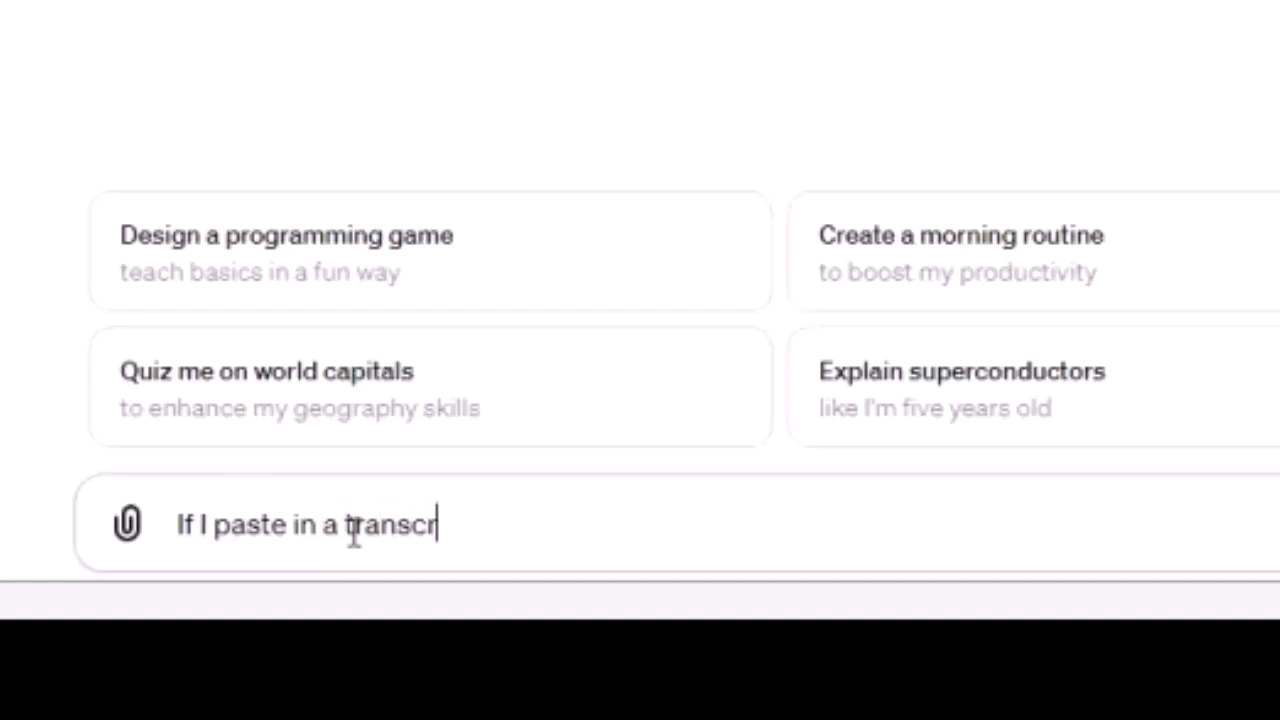 Design a programming game
teach basics in a fun way
Create a morning routine
to boost my productivity
Quiz me on world capitals
to enhance my geography skills
Explain superconductors
like I'm five years old
If I paste in a transcr